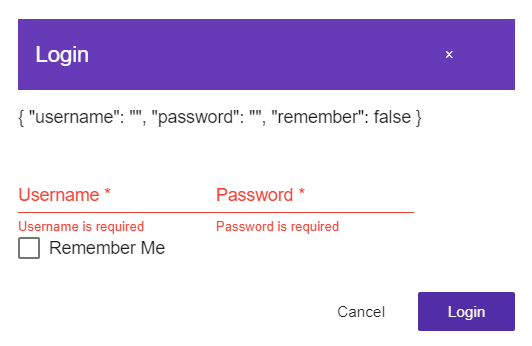 Login ×
{ "username": "", "password": "", "remember": false }
Username * Password *
Username is required Password is required
Remember Me
Cancel Login